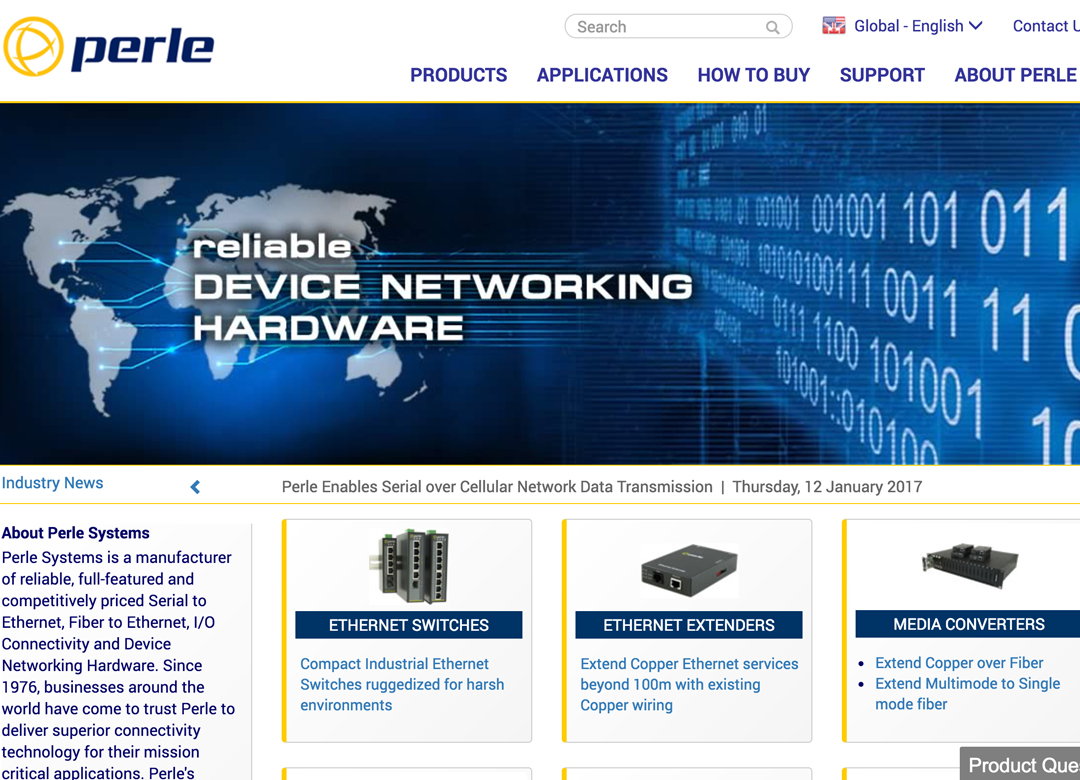 perle
Search
Global - English
Contact U
PRODUCTS APPLICATIONS HOW TO BUY SUPPORT ABOUT PERLE
reliable
DEVICE NETWORKING
HARDWARE
001001 001001 101 011
101010100111 0011 11
0111 1100 101001
101001::010100
Industry News
Perle Enables Serial over Cellular Network Data Transmission | Thursday, 12 January 2017
About Perle Systems
Perle Systems is a manufacturer
of reliable, full-featured and
competitively priced Serial to
Ethernet, Fiber to Ethernet, I/O
Connectivity and Device
Networking Hardware. Since
1976, businesses around the
world have come to trust Perle to
deliver superior connectivity
technology for their mission
critical applications. Perle's
ETHERNET SWITCHES
Compact Industrial Ethernet
Switches ruggedized for harsh
environments
ETHERNET EXTENDERS
Extend Copper Ethernet services
beyond 100m with existing
Copper wiring
MEDIA CONVERTERS
Extend Copper over Fiber
Extend Multimode to Single
mode fiber
Product Que